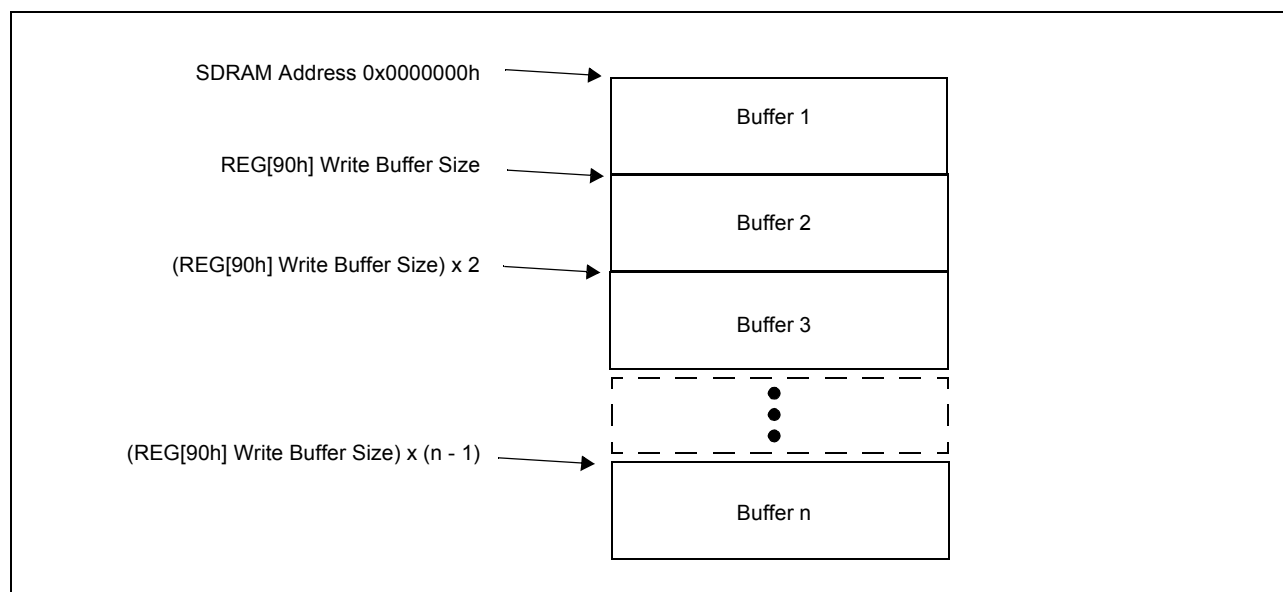 SDRAM Address 0x0000000h
Buffer 1
REG[90h] Write Buffer Size
Buffer 2
(REG[90h] Write Buffer Size) x 2
Buffer 3
(REG[90h] Write Buffer Size) x (n - 1)
Buffer n